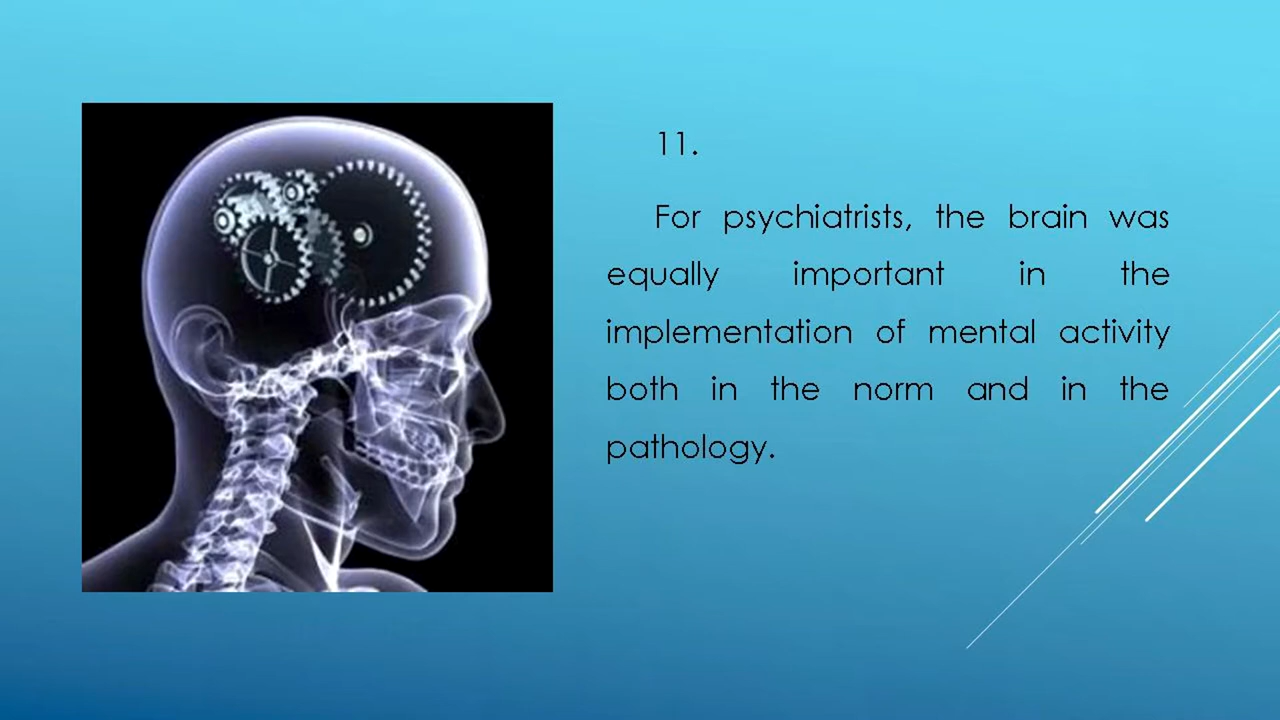 11.
For psychiatrists, the brain was
equally important in the
implementation of mental activity
both in the norm and in the
pathology.